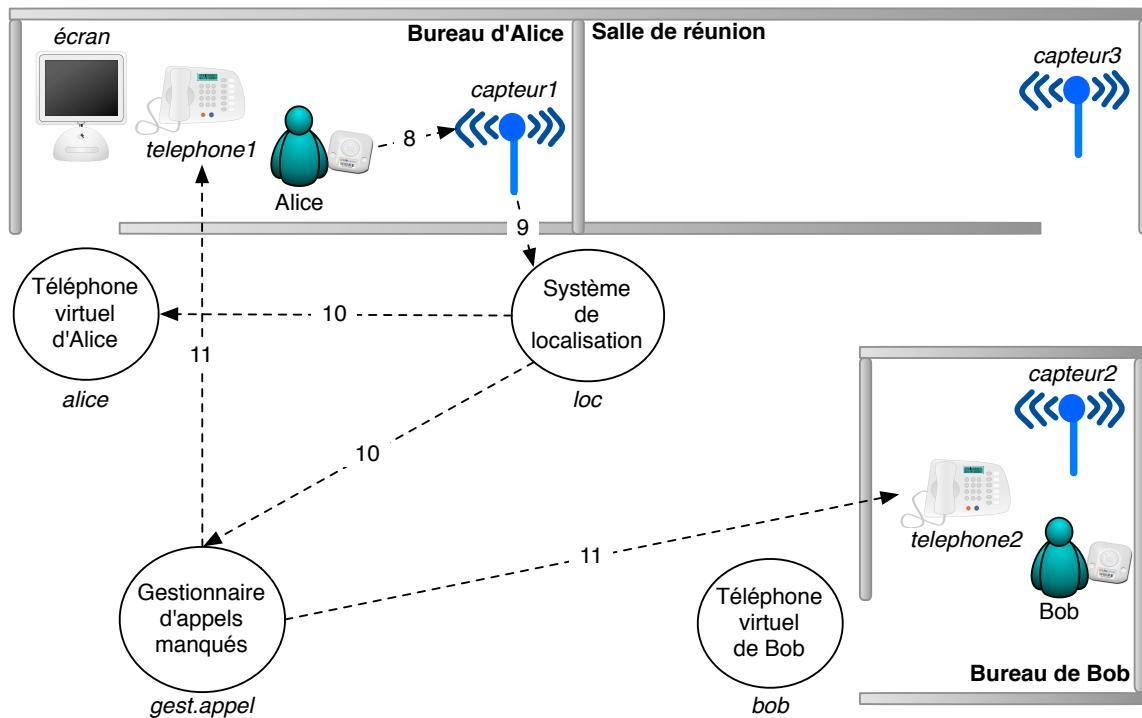 écran
Bureau d'Alice
Salle de réunion
capteur1
capteur3
telephone1
8
Alice
9
Téléphone
virtuel
d'Alice
alice
10
Système
de
localisation
loc
11
10
capteur2
telephone2
Bob
Bureau de Bob
11
Gestionnaire
d'appels
manqués
gest.appel
Téléphone
virtuel
de Bob
bob